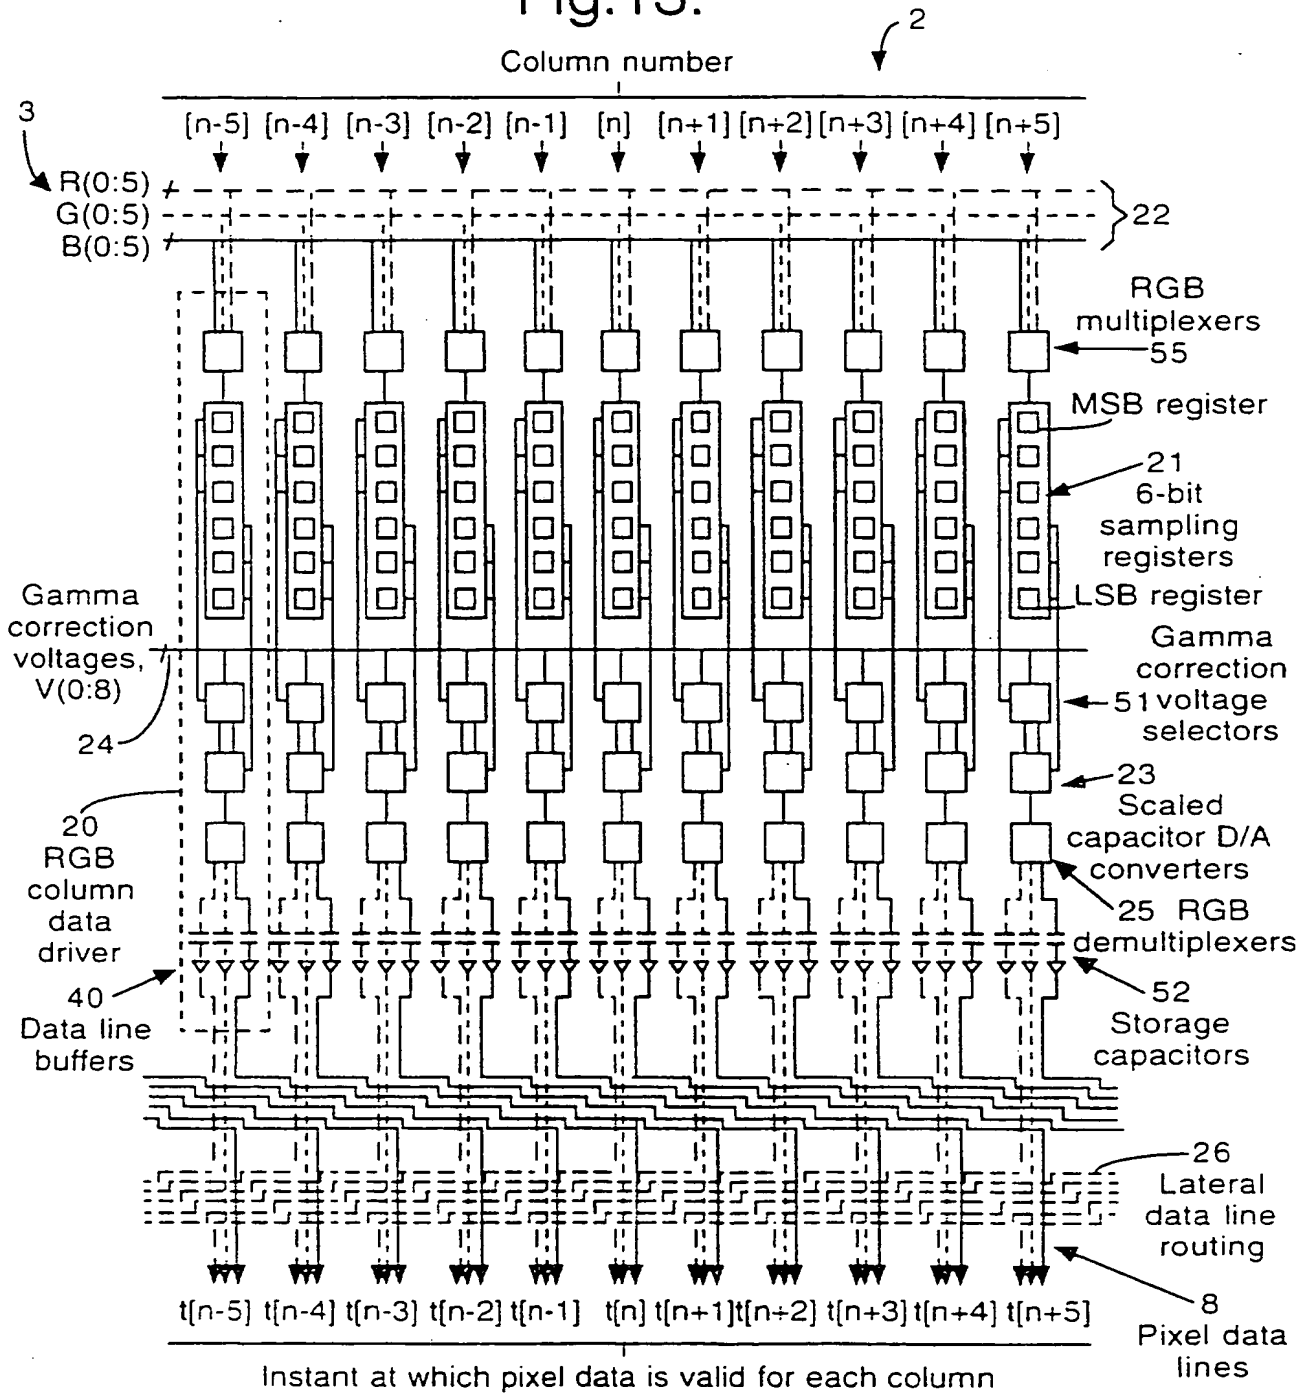 Fig.13.
2
Column number
3
[n-5] [n-4] [n-3] [n-2] [n-1] [n] [n+1] [n+2] [n+3] [n+4] [n+5]
R(0:5)
G(0:5)
B(0:5)
22
RGB
multiplexers
55
MSB register
21
6-bit
sampling
registers
LSB register
Gamma
correction
voltages,
V(0:8)
24
Gamma
correction
51 voltage
selectors
23
Scaled
capacitor D/A
converters
20
RGB
column
data
driver
25 RGB
demultiplexers
40
Data line
buffers
52
Storage
capacitors
26
Lateral
data line
routing
t[n-5] t[n-4] t[n-3] t[n-2] t[n-1] t[n] t[n+1] t[n+2] t[n+3] t[n+4] t[n+5]
8
Pixel data
lines
Instant at which pixel data is valid for each column